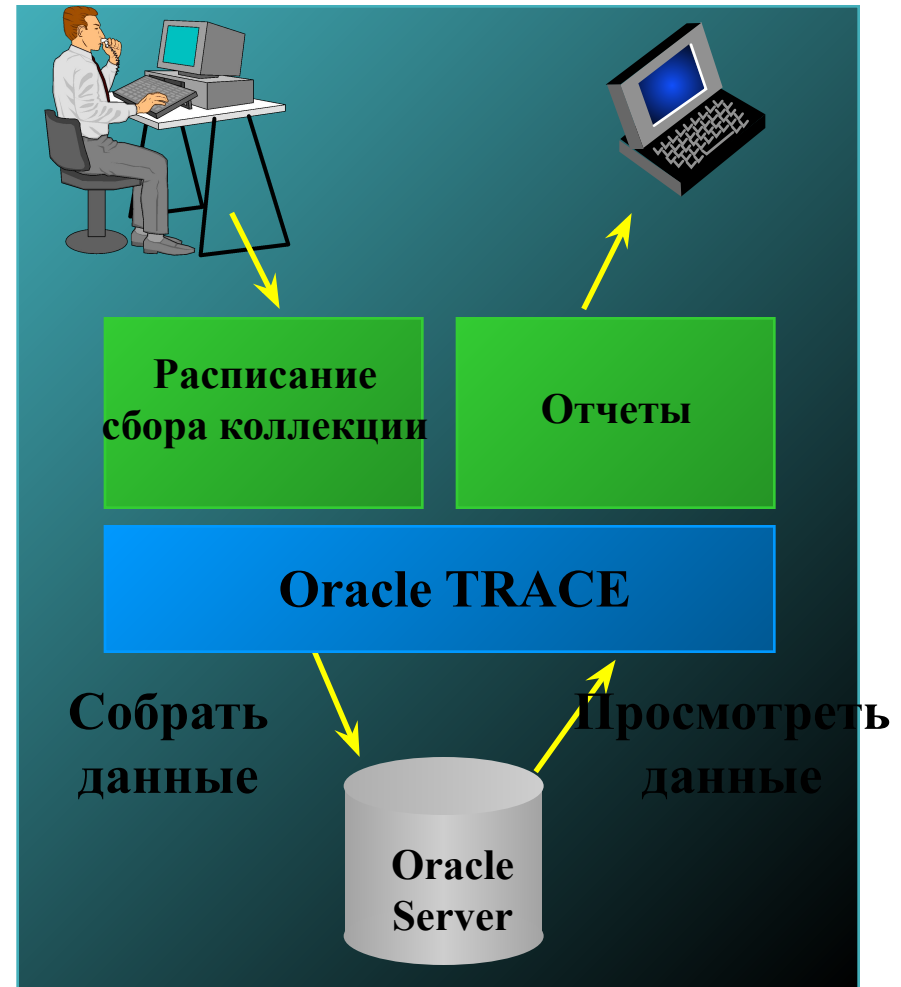 Расписание
сбора коллекции
Отчеты
Oracle TRACE
Собрать
данные
Просмотреть
данные
Oracle
Server